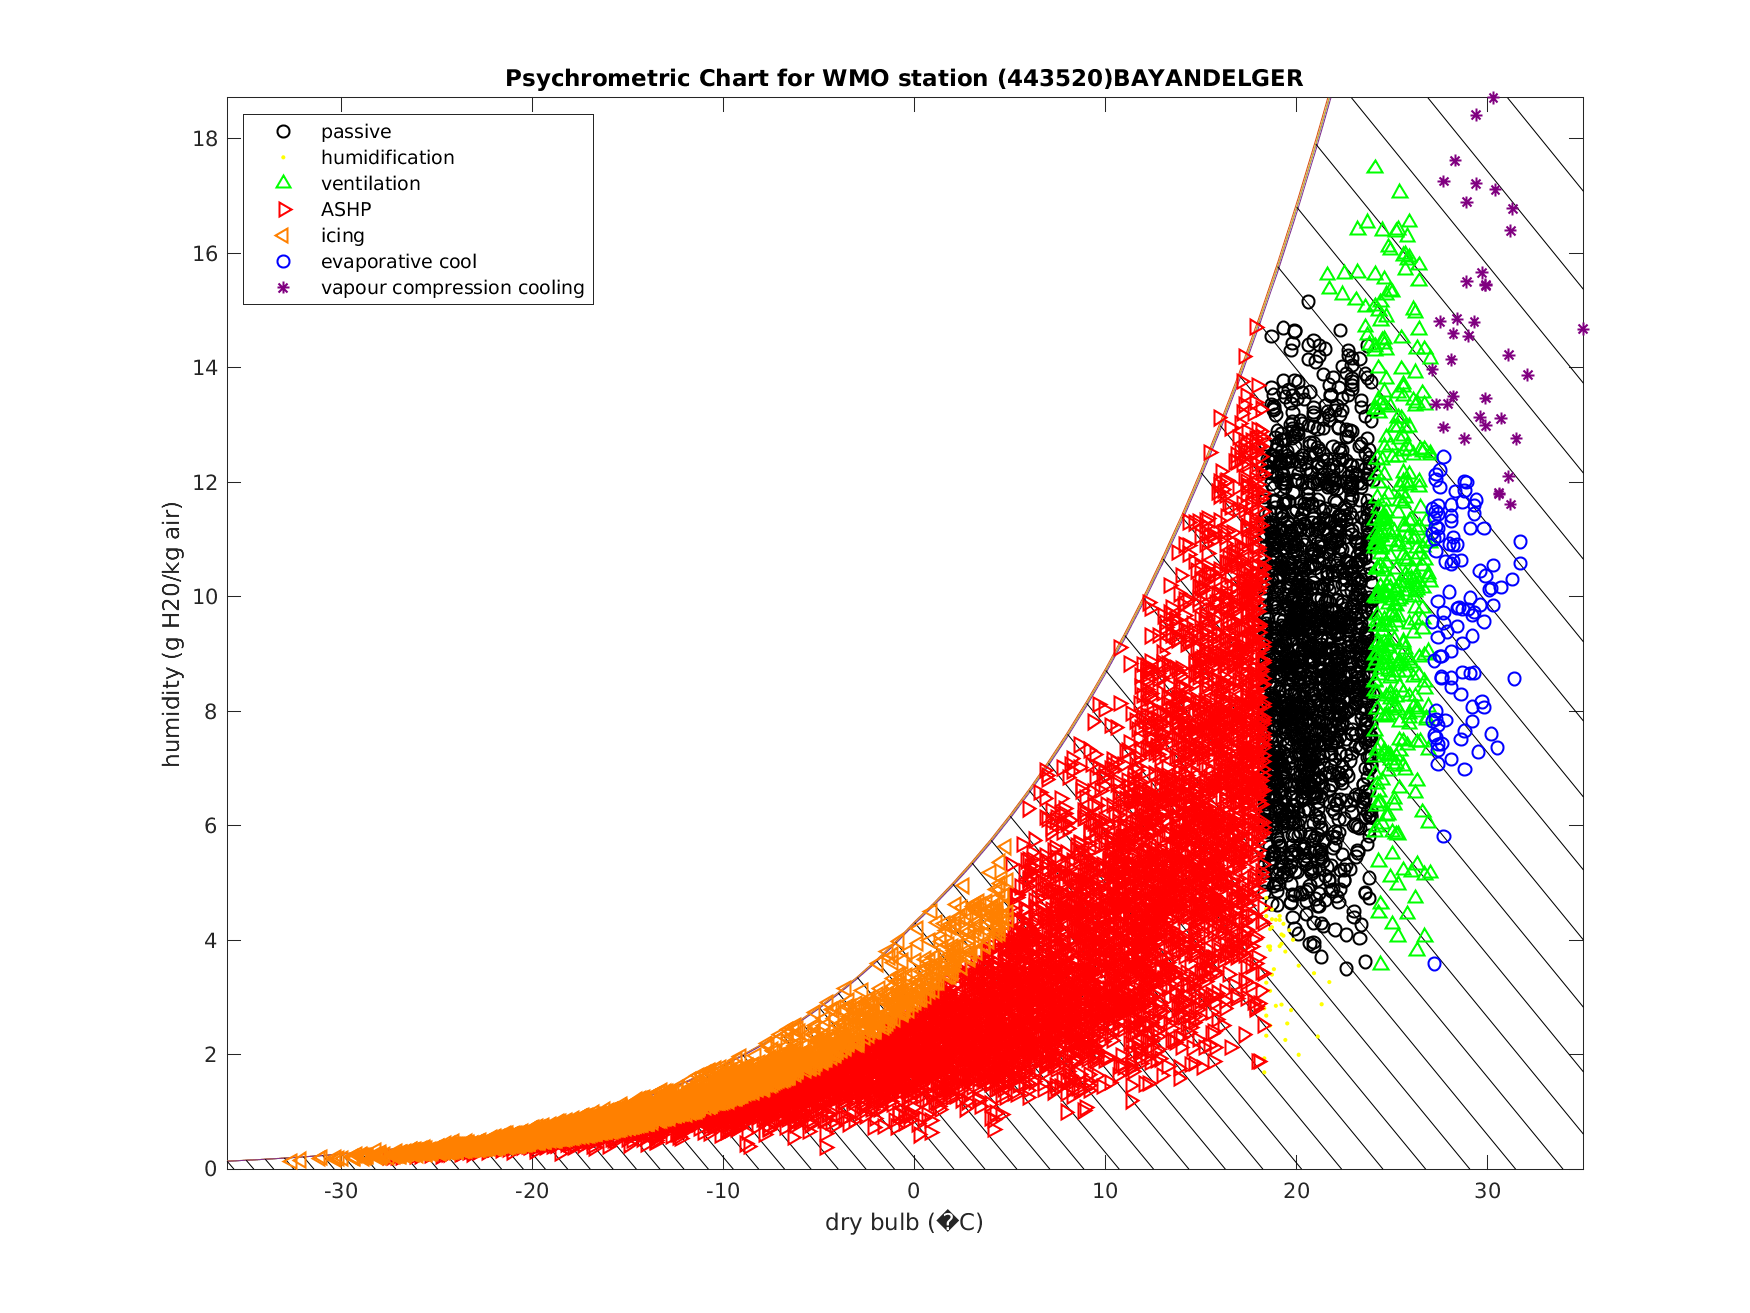 Psychrometric Chart for WMO station (443520)BAYANDELGER
passive
humidification
ventilation
ASHP
icing
evaporative cool
vapour compression cooling
18
16
14
12
10
8
6
4
2
0
humidity (g H20/kg air)
-30 -20 -10 0 10 20 30
dry bulb (�C)